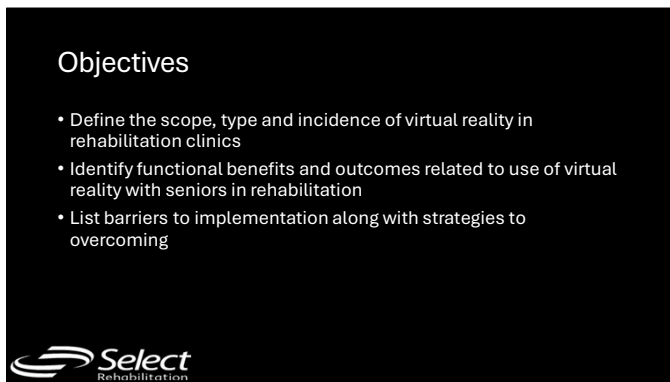 Objectives
• Define the scope, type and incidence of virtual reality in
rehabilitation clinics
• Identify functional benefits and outcomes related to use of virtual
reality with seniors in rehabilitation
• List barriers to implementation along with strategies to
overcoming
Select
Rehabilitation